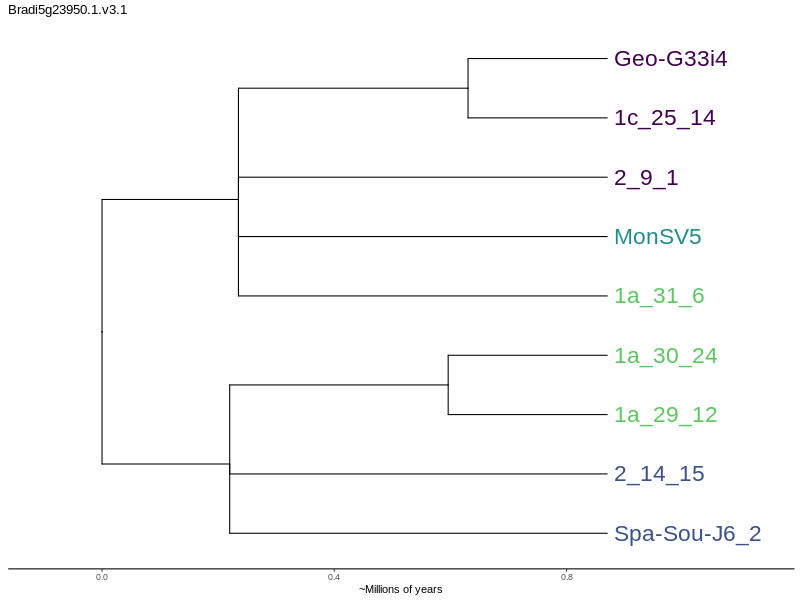 Bradi5g23950.1.v3.1
Geo-G33i4
1c_25_14
2_9_1
MonSV5
1a_31_6
1a_30_24
1a_29_12
2_14_15
Spa-Sou-J6_2
0.0 0.4 0.8
~Millions of years